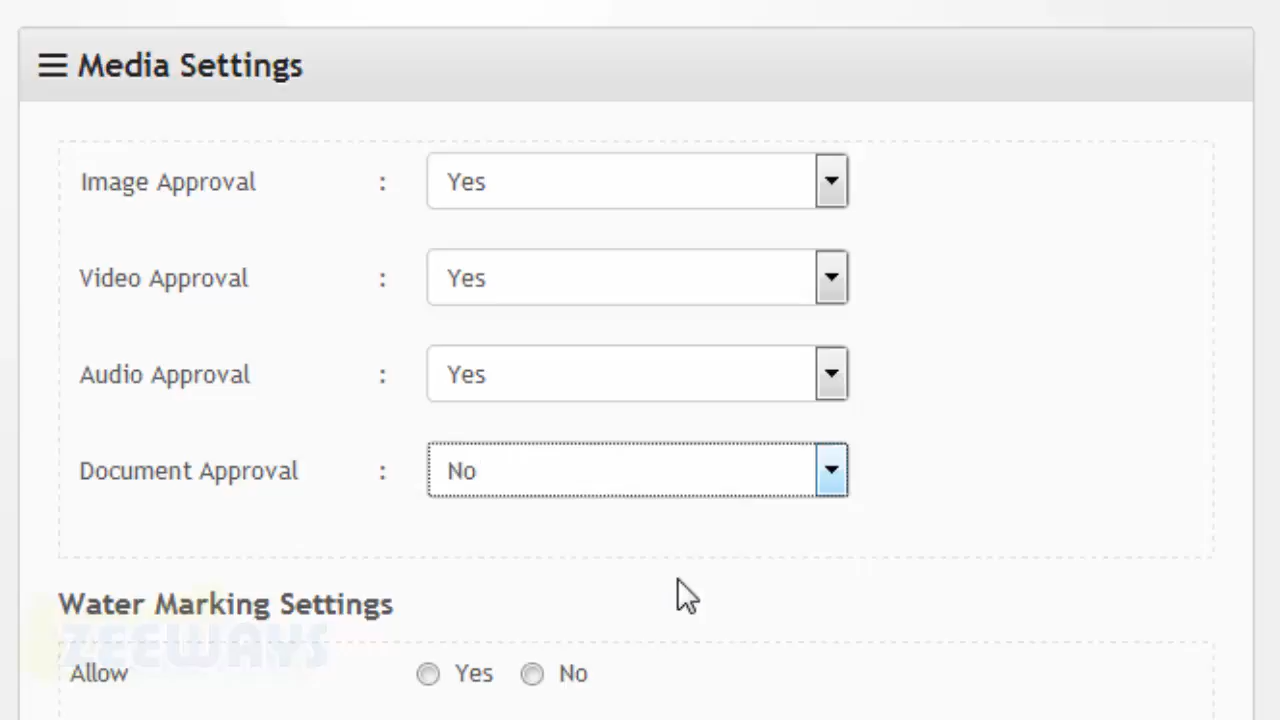 Media Settings
Image Approval : Yes
Video Approval : Yes
Audio Approval : Yes
Document Approval : No
Water Marking Settings
ZEEWAYS
Allow Yes No